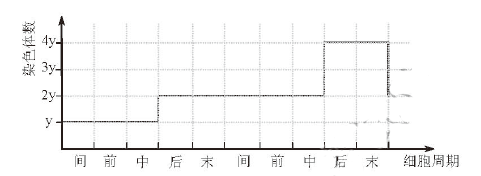 染色体数
4y
3y
2y
y
间 前 中 后 末 间 前 中 后 末 细胞周期